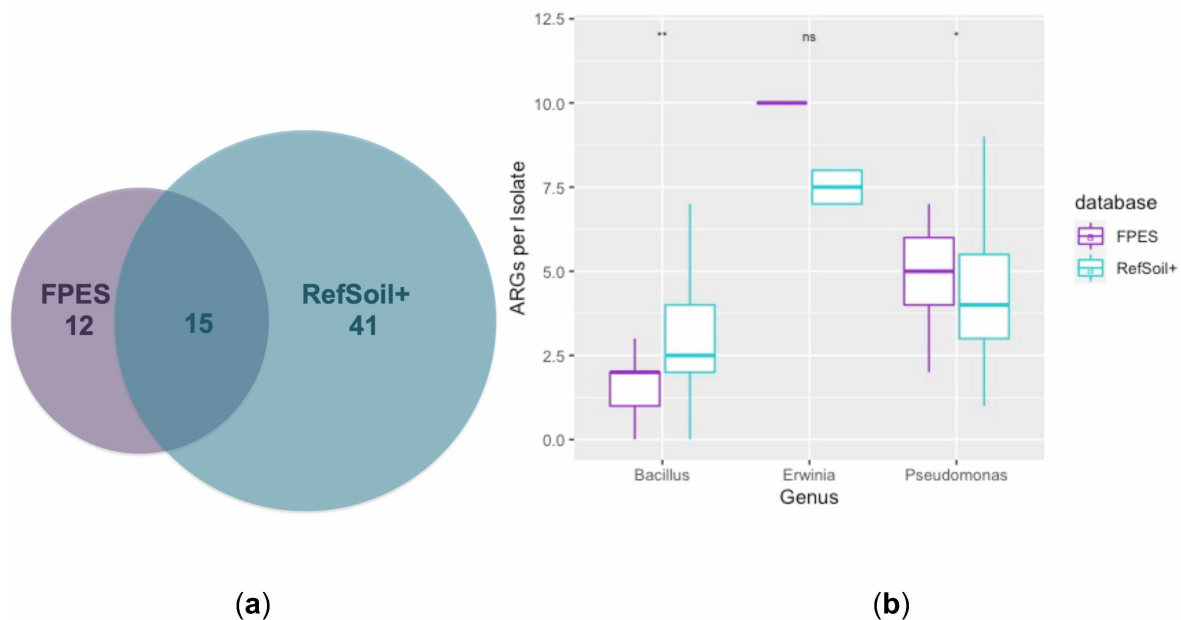 FPES
12
15
RefSoil+
41
(a)
12.5
10.0
7.5
5.0
2.5
0.0
ARGs per Isolate
** ns *
Bacillus Erwinia Pseudomonas
Genus
database
FPES
RefSoil+
(b)